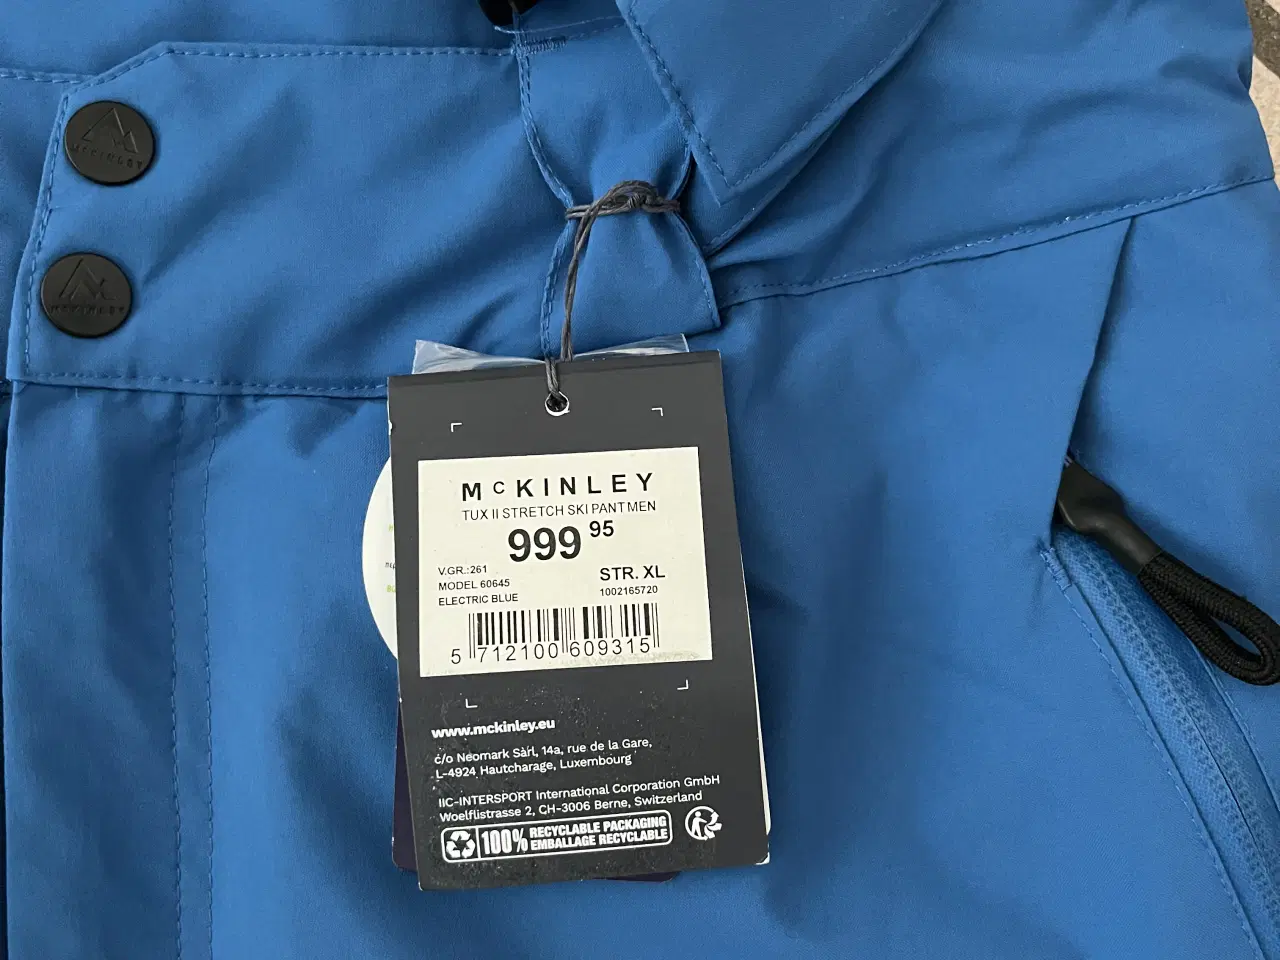 MCKINLEY
MCKINLEY
McKINLEY
TUX II STRETCH SKI PANT MEN
999 95
V.GR.:261
MODEL 60645
STR. XL
ELECTRIC BLUE
1002165720
5 712100 609315
www.mckinley.eu
c/o Neomark Sàrl, 14a, rue de la Gare,
L-4924 Hautcharage, Luxembourg
IIC-INTERSPORT International Corporation GmbH
Woelflistrasse 2, CH-3006 Berne, Switzerland
100% RECYCLABLE PACKAGING
EMBALLAGE RECYCLABLE